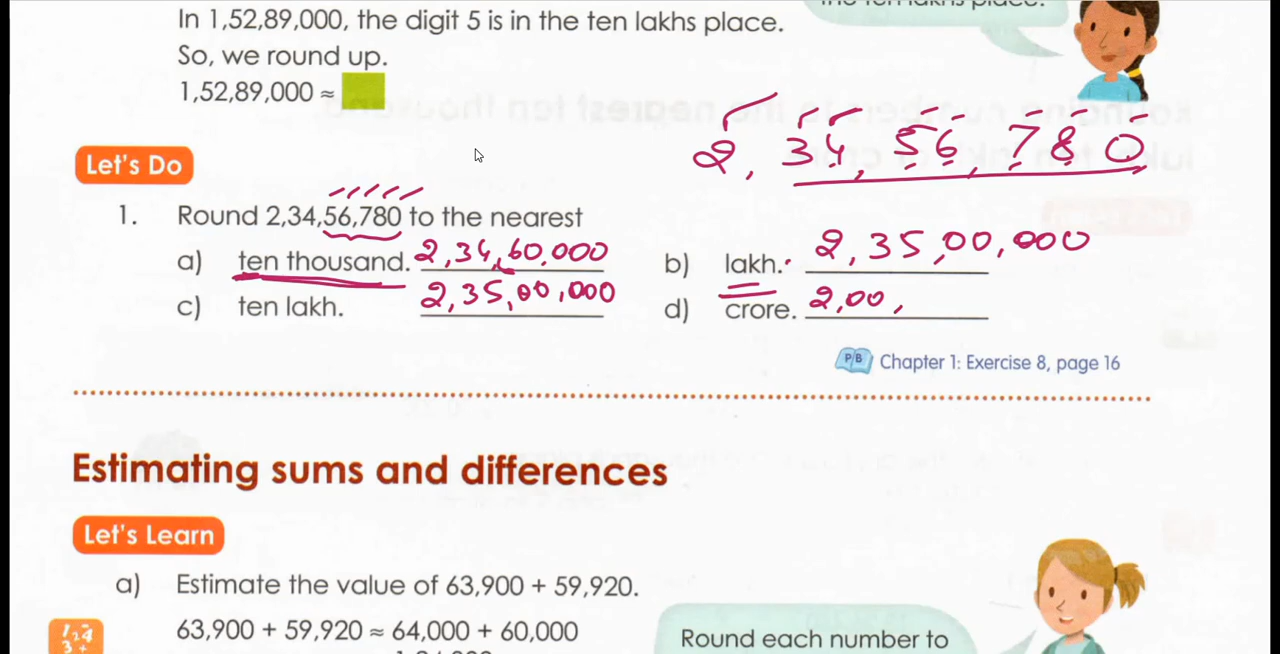 In 1,52,89,000, the digit 5 is in the ten lakhs place.
So, we round up.
1,52,89,000 ≈
2, 34, 56, 780
Let's Do
1. Round 2,34,56,780 to the nearest
a) ten thousand. 2,34,60,000
b) lakh. 2,35,00,000
c) ten lakh. 2,35,00,000
d) crore. 2,00,
P/B Chapter 1: Exercise 8, page 16
Estimating sums and differences
Let's Learn
a) Estimate the value of 63,900 + 59,920.
63,900 + 59,920 ≈ 64,000 + 60,000
Round each number to